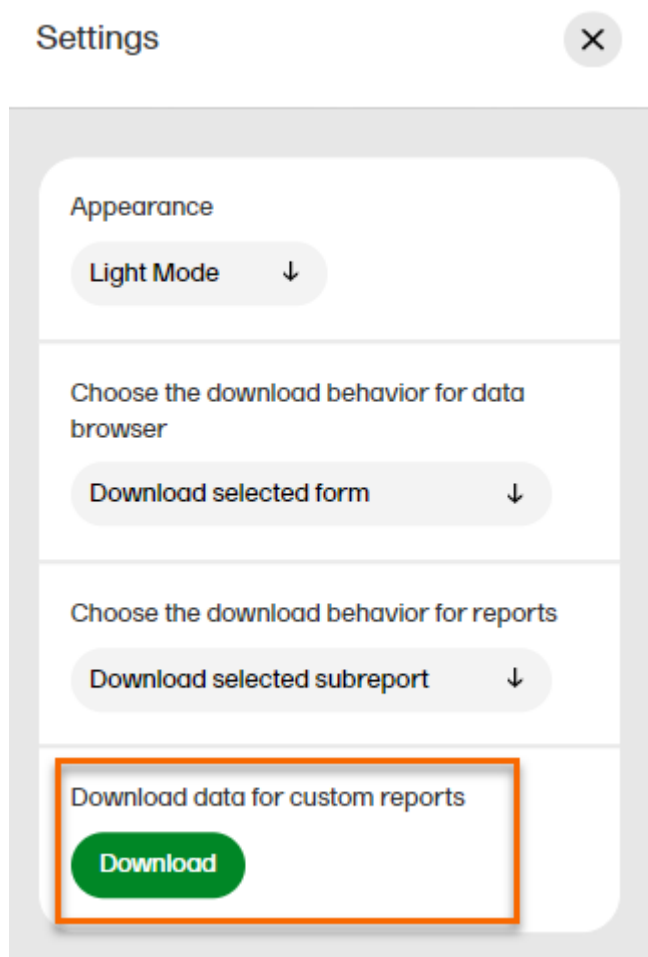 Settings
Appearance
Light Mode
Choose the download behavior for data
browser
Download selected form
Choose the download behavior for reports
Download selected subreport
Download data for custom reports
Download